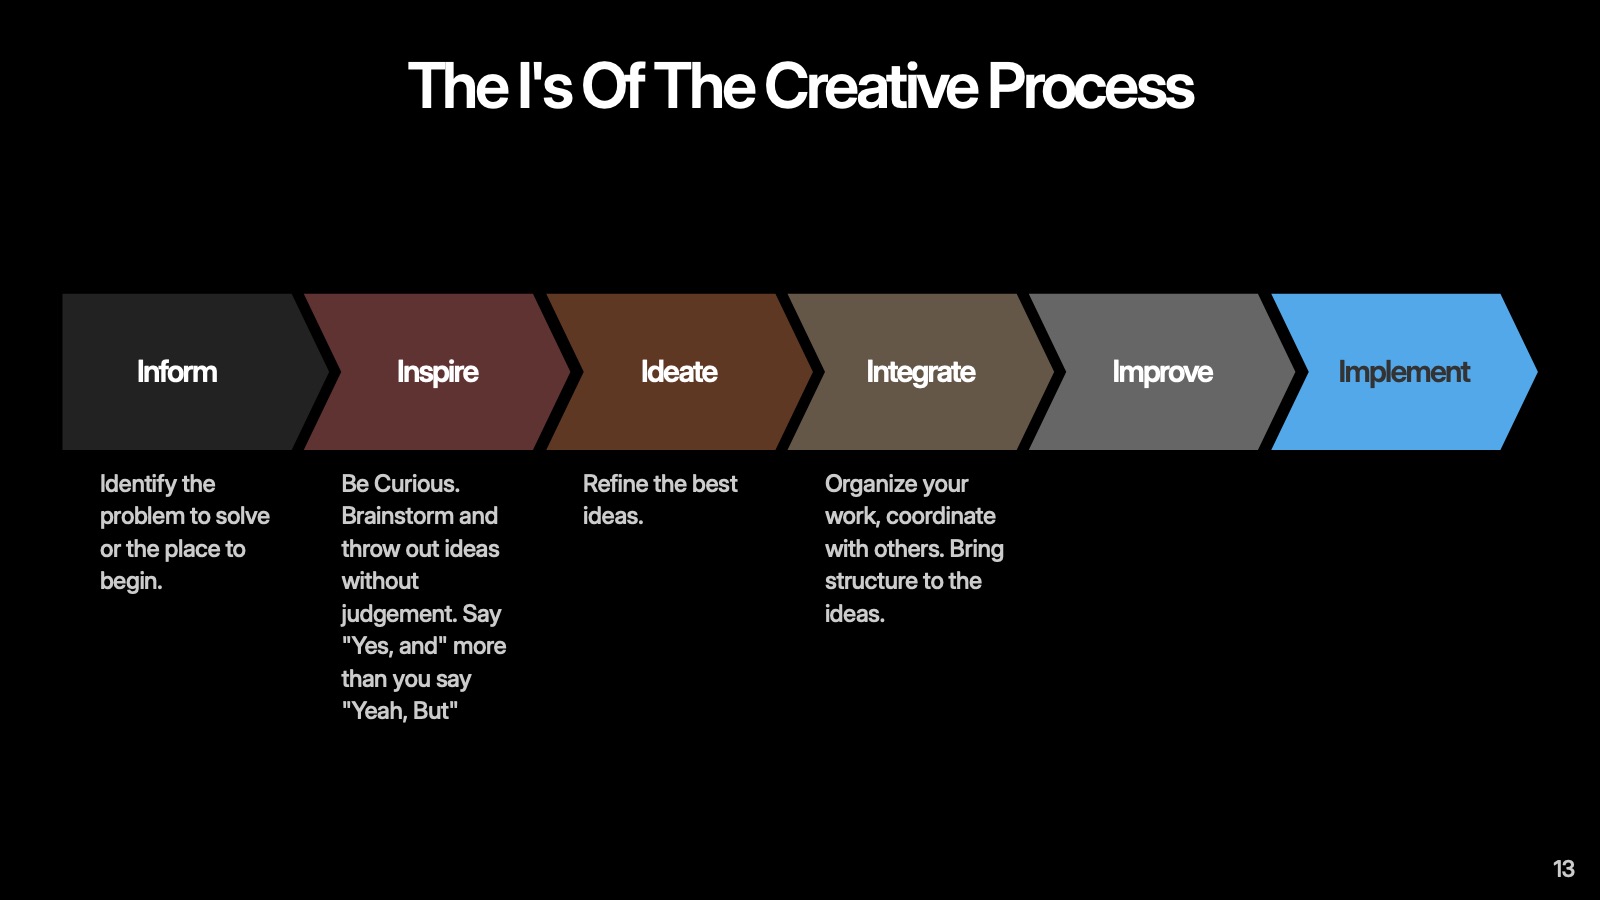 The I's Of The Creative Process
Inform
Inspire
Ideate
Integrate
Improve
Implement
Identify the
problem to solve
or the place to
begin.
Be Curious.
Brainstorm and
throw out ideas
without
judgement. Say
"Yes, and" more
than you say
"Yeah, But"
Refine the best
ideas.
Organize your
work, coordinate
with others. Bring
structure to the
ideas.
13